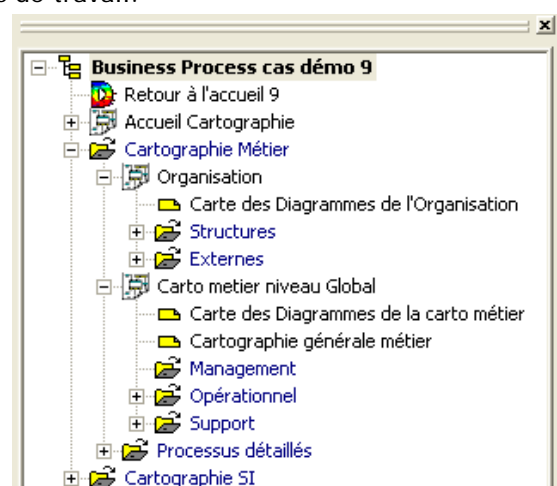 Business Process cas démo 9
Retour à l'accueil 9
Accueil Cartographie
Cartographie Métier
Organisation
Carte des Diagrammes de l'Organisation
Structures
Externes
Carto metier niveau Global
Carte des Diagrammes de la carto métier
Cartographie générale métier
Management
Opérationnel
Support
Processus détaillés
Cartographie SI